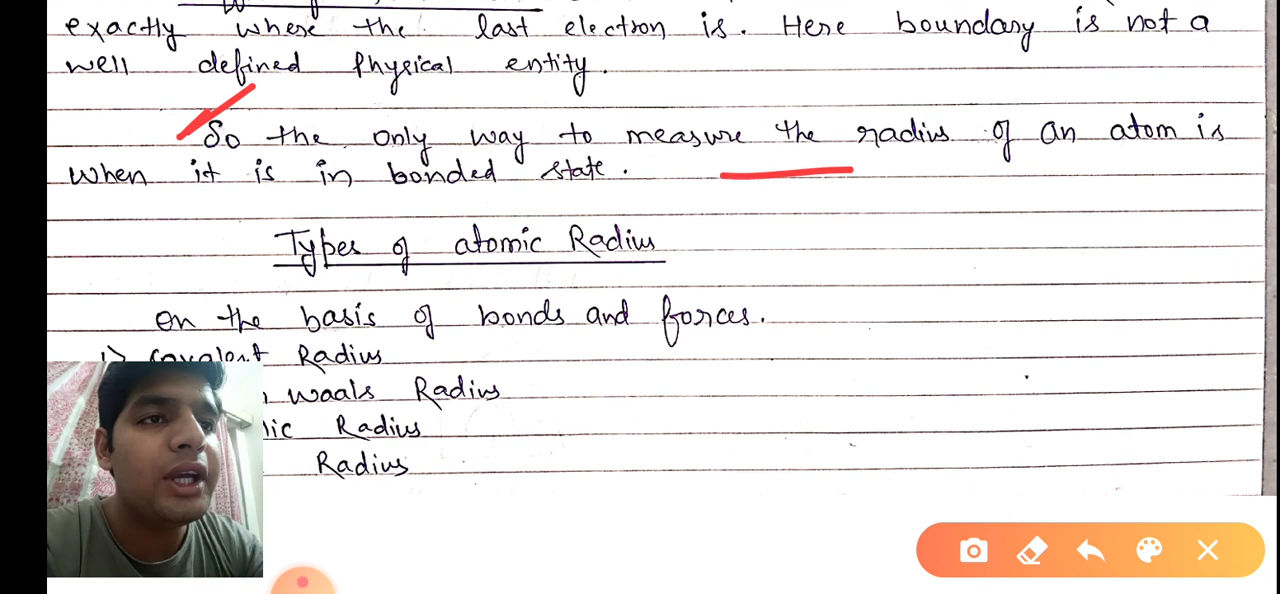 exactly where the last electron is. Here boundary is not a
well defined Physical entity.
So the only way to measure the radius of an atom is
when it is in bonded state.
Types of atomic Radius
On the basis of bonds and forces.
1) Covalent Radius
waals Radius
Radius
Radius